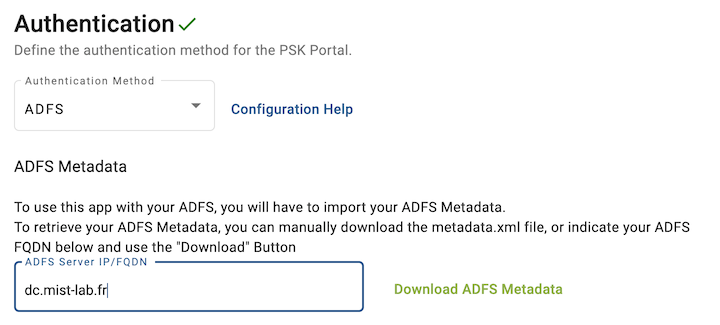 Authentication
Define the authentication method for the PSK Portal.
Authentication Method
ADFS
Configuration Help
ADFS Metadata
To use this app with your ADFS, you will have to import your ADFS Metadata.
To retrieve your ADFS Metadata, you can manually download the metadata.xml file, or indicate your ADFS
FQDN below and use the "Download" Button
ADFS Server IP/FQDN
dc.mist-lab.fr
Download ADFS Metadata